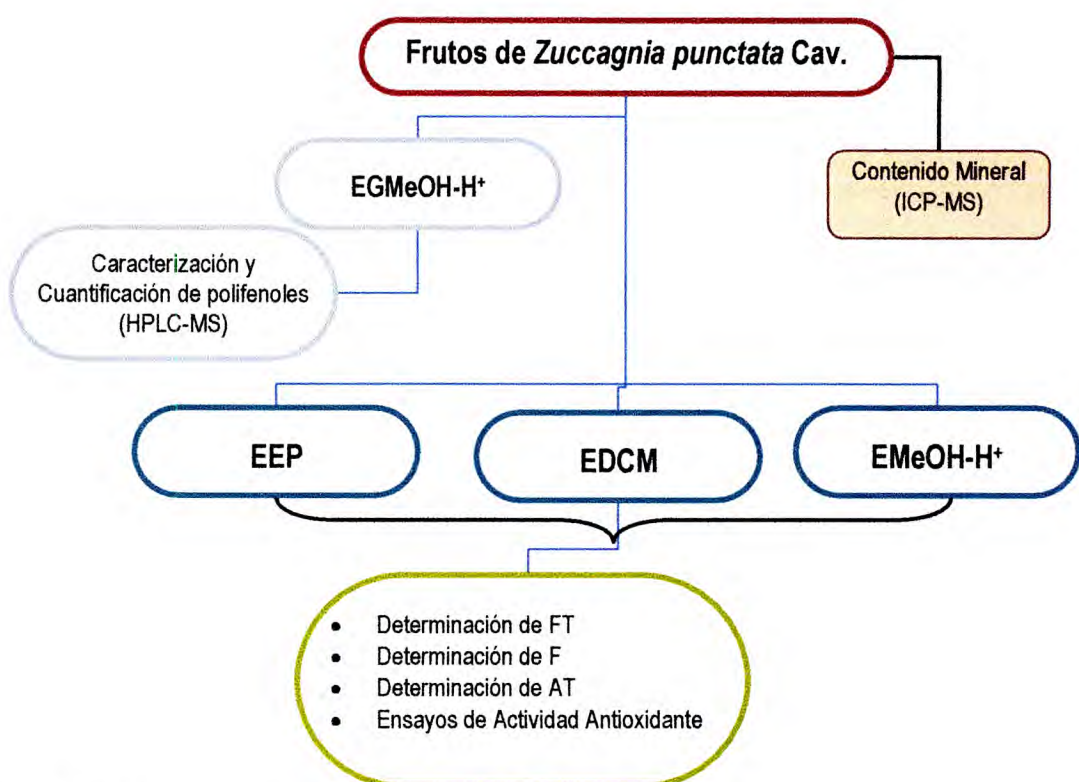 Frutos de Zuccagnia punctata Cav.
EGMeOH-H⁺
Contenido Mineral
(ICP-MS)
Caracterización y
Cuantificación de polifenoles
(HPLC-MS)
EEP
EDCM
EMeOH-H⁺
• Determinación de FT
• Determinación de F
• Determinación de AT
• Ensayos de Actividad Antioxidante